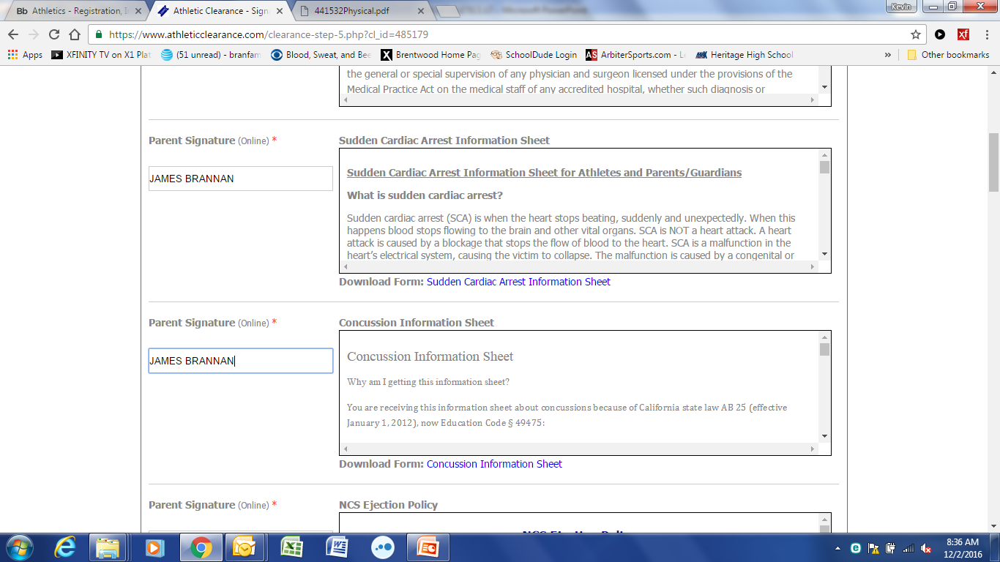 Bb Athletics - Registration, I
Athletic Clearance - Sign
441532Physical.pdf
Kevin
https://www.athleticclearance.com/clearance-step-5.php?cl_id=485179
Apps
XFINITY TV on X1 Plat
(51 unread) - branfam
Blood, Sweat, and Bee
Brentwood Home Pag
SchoolDude Login
AS ArbiterSports.com - L
Heritage High School
»
Other bookmarks
the general or special supervision of any physician and surgeon licensed under the provisions of the
Medical Practice Act on the medical staff of any accredited hospital, whether such diagnosis or
Parent Signature (Online) *
Sudden Cardiac Arrest Information Sheet
JAMES BRANNAN
Sudden Cardiac Arrest Information Sheet for Athletes and Parents/Guardians
What is sudden cardiac arrest?
Sudden cardiac arrest (SCA) is when the heart stops beating, suddenly and unexpectedly. When this
happens blood stops flowing to the brain and other vital organs. SCA is NOT a heart attack. A heart
attack is caused by a blockage that stops the flow of blood to the heart. SCA is a malfunction in the
heart's electrical system, causing the victim to collapse. The malfunction is caused by a congenital or
Download Form: Sudden Cardiac Arrest Information Sheet
Parent Signature (Online) *
Concussion Information Sheet
JAMES BRANNAN
Concussion Information Sheet
Why am I getting this information sheet?
You are receiving this information sheet about concussions because of California state law AB 25 (effective
January 1, 2012), now Education Code § 49475:
Download Form: Concussion Information Sheet
Parent Signature (Online) *
NCS Ejection Policy
8:36 AM
12/2/2016